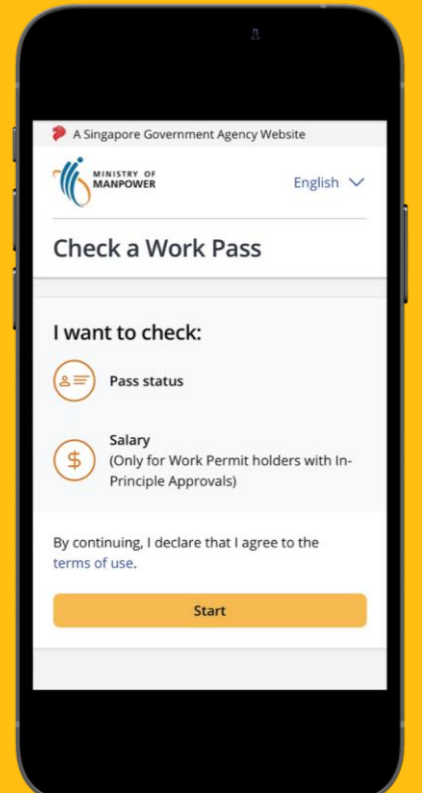 A Singapore Government Agency Website
MINISTRY OF
MANPOWER
English
Check a Work Pass
I want to check:
Pass status
Salary
(Only for Work Permit holders with In-
Principle Approvals)
$
By continuing, I declare that I agree to the
terms of use.
Start